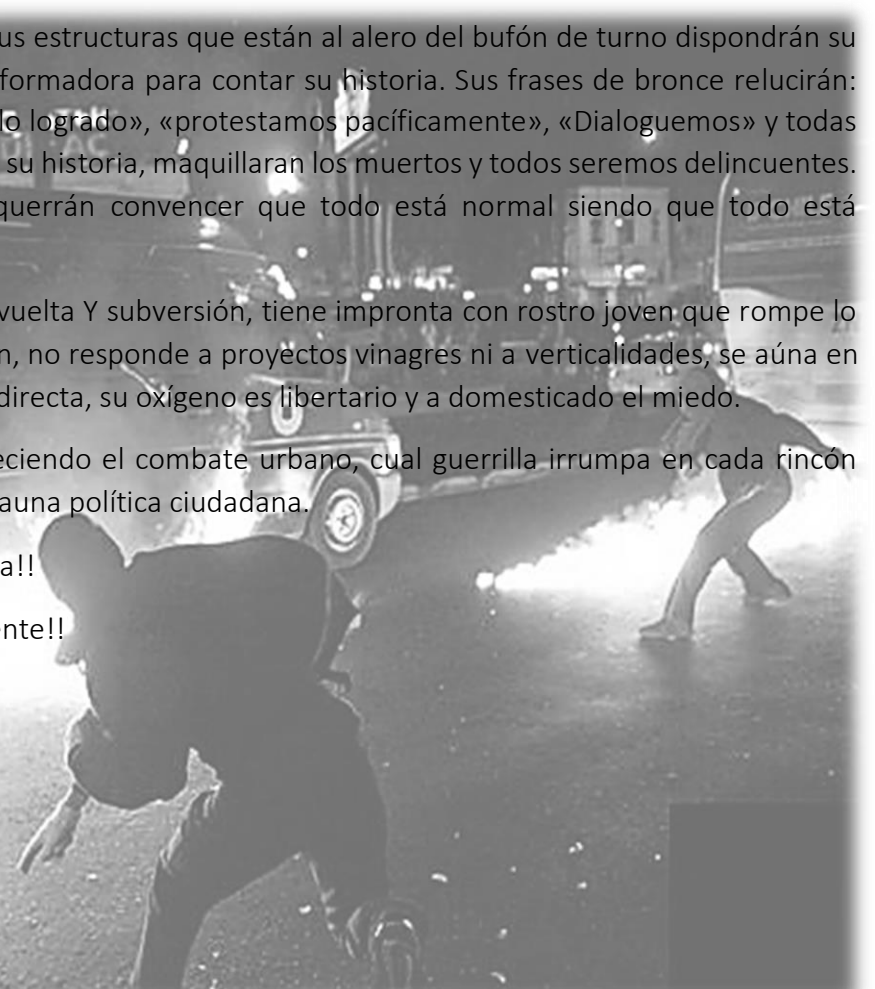 us estructuras que están al alero del bufón de turno dispondrán su
formadora para contar su historia. Sus frases de bronce relucirán:
lo logrado», «protestamos pacíficamente», «Dialoguemos» y todas
su historia, maquillaran los muertos y todos seremos delincuentes.
querrán convencer que todo está normal siendo que todo está
vuelta Y subversión, tiene impronta con rostro joven que rompe lo
n, no responde a proyectos vinagres ni a verticalidades, se aúna en
directa, su oxígeno es libertario y a domesticado el miedo.
eciendo el combate urbano, cual guerrilla irrumpa en cada rincón
auna política ciudadana.
a!!
ente!!